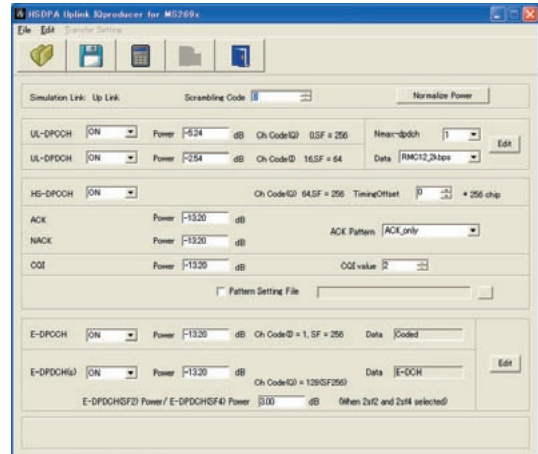 HSDPA Uplink IQproducer for MS269x
File Edit Transfer Setting
Simulation Link: Up Link Scrambling Code Normalize Power
UL-DPCCH ON Power -5.24 dB Ch Code(Q) 0,SF = 256 Nmax-dpdch 1 Edit
UL-DPDCH ON Power -2.54 dB Ch Code(I) 16,SF = 64 Data RMC12_2kbps
HS-DPCCH ON Ch Code(Q) 64,SF = 256 TimingOffset 0 * 256 chip
ACK Power -13.20 dB
ACK Pattern ACK_only
NACK Power -13.20 dB
CQI Power -13.20 dB CQI value 2
Pattern Setting File ...
E-DPCCH ON Power -13.20 dB Ch Code(I) = 1, SF = 256 Data Coded
E-DPDCH(s) ON Power -13.20 dB Data E-DCH Edit
Ch Code(Q) = 128(SF256)
E-DPDCH(SF2) Power/ E-DPDCH(SF4) Power 3.00 dB (When 2sf2 and 2sf4 selected)